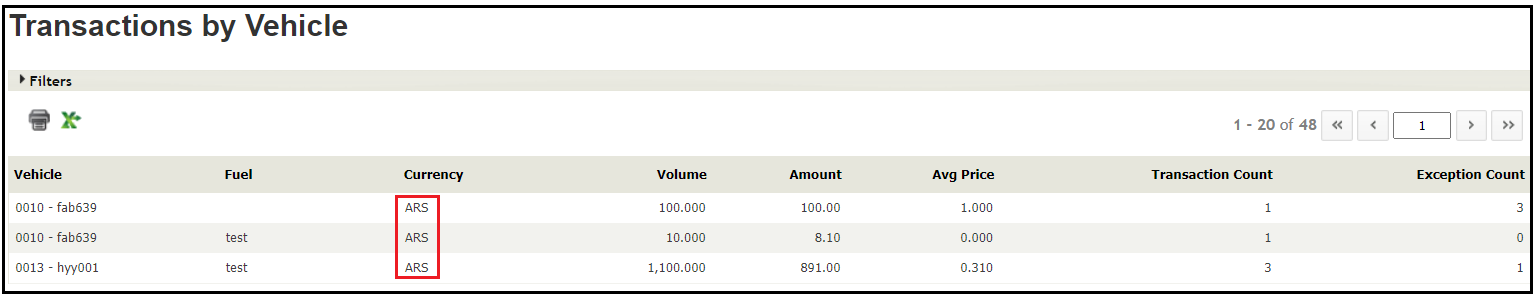 Transactions by Vehicle
Filters
1 - 20 of 48 « ‹ 1 › »
Vehicle Fuel Currency Volume Amount Avg Price Transaction Count Exception Count
0010 - fab639 ARS 100.000 100.00 1.000 1 3
0010 - fab639 test ARS 10.000 8.10 0.000 1 0
0013 - hyy001 test ARS 1,100.000 891.00 0.310 3 1